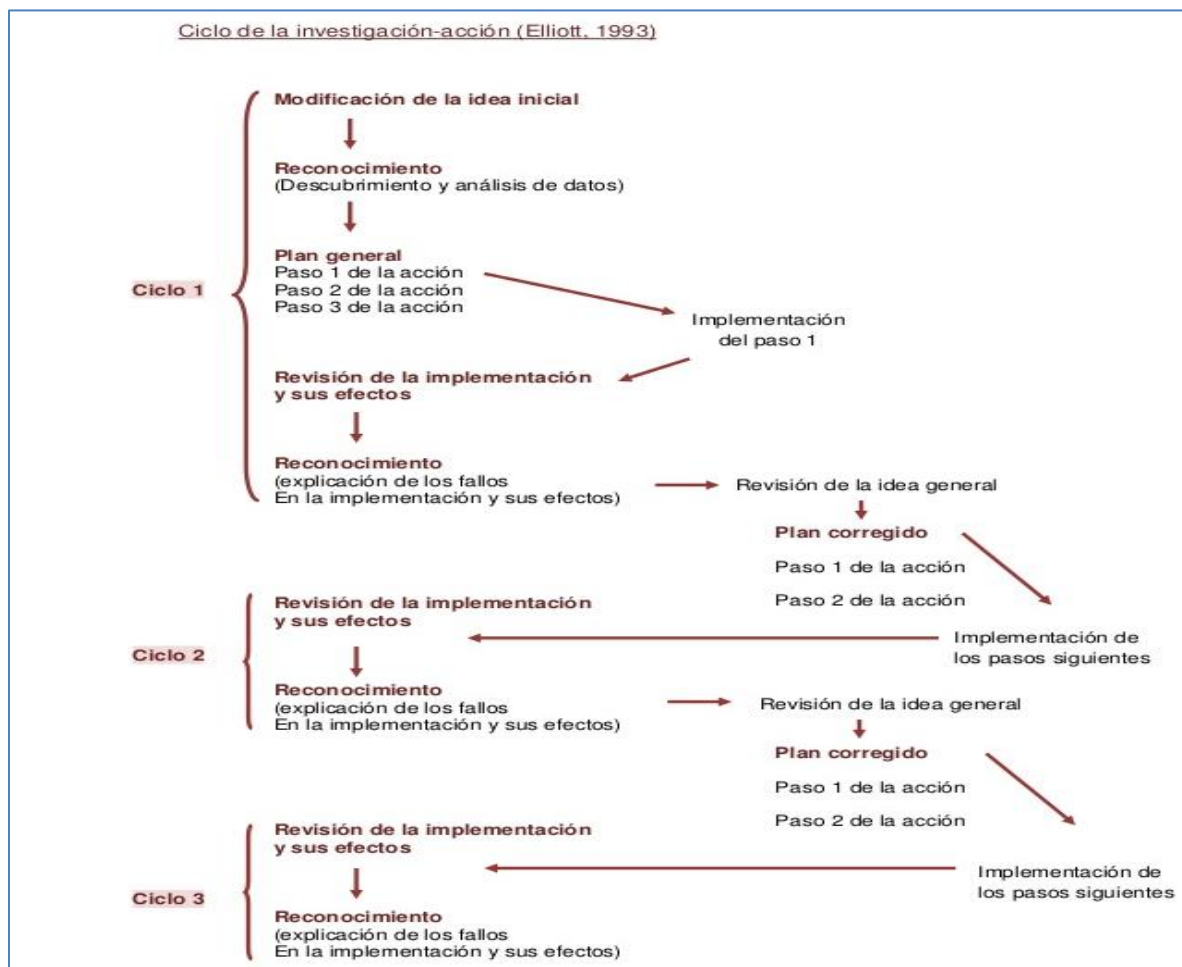 Ciclo de la investigación-acción (Elliott, 1993)
Modificación de la idea inicial
Reconocimiento
(Descubrimiento y análisis de datos)
Ciclo 1
Plan general
Paso 1 de la acción
Paso 2 de la acción
Paso 3 de la acción
Implementación
del paso 1
Revisión de la implementación
y sus efectos
Reconocimiento
(explicación de los fallos
En la implementación y sus efectos)
Revisión de la idea general
Plan corregido
Paso 1 de la acción
Paso 2 de la acción
Implementación de
los pasos siguientes
Ciclo 2
Revisión de la implementación
y sus efectos
Reconocimiento
(explicación de los fallos
En la implementación y sus efectos)
Revisión de la idea general
Plan corregido
Paso 1 de la acción
Paso 2 de la acción
Implementación de
los pasos siguientes
Ciclo 3
Revisión de la implementación
y sus efectos
Reconocimiento
(explicación de los fallos
En la implementación y sus efectos)